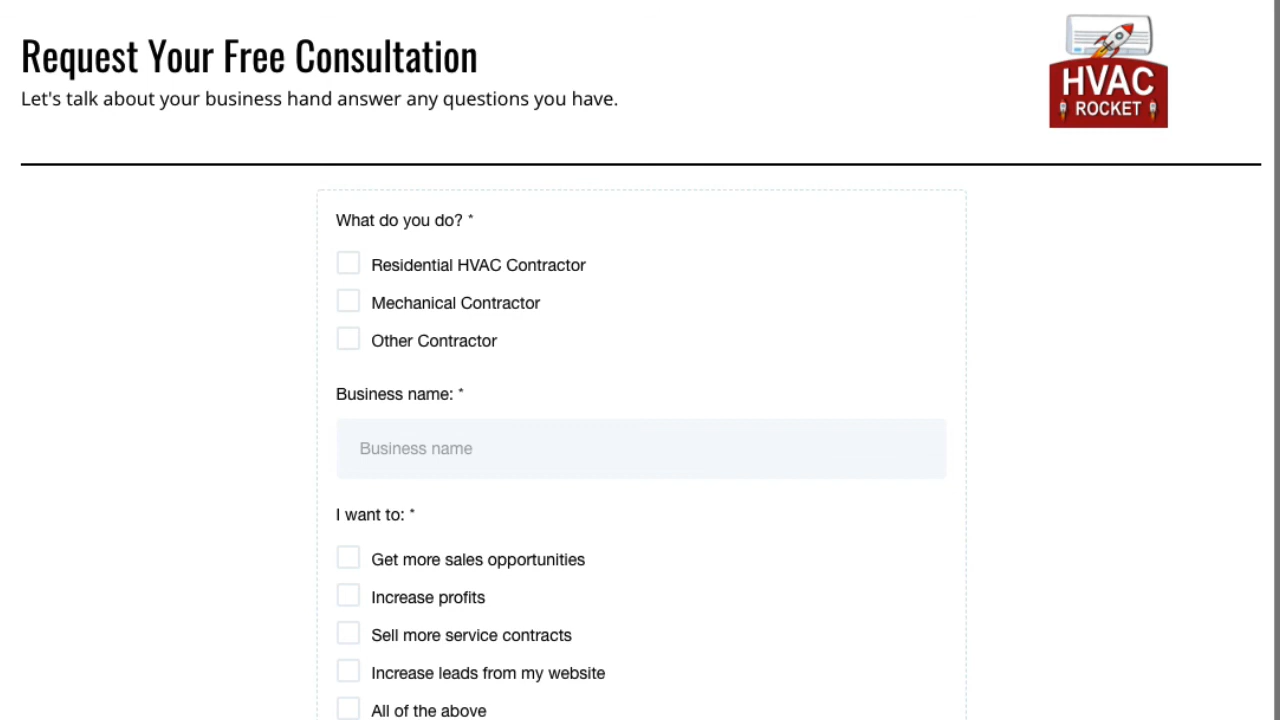 Request Your Free Consultation
Let's talk about your business hand answer any questions you have.
HVAC
ROCKET
What do you do? *
Residential HVAC Contractor
Mechanical Contractor
Other Contractor
Business name: *
Business name
I want to: *
Get more sales opportunities
Increase profits
Sell more service contracts
Increase leads from my website
All of the above